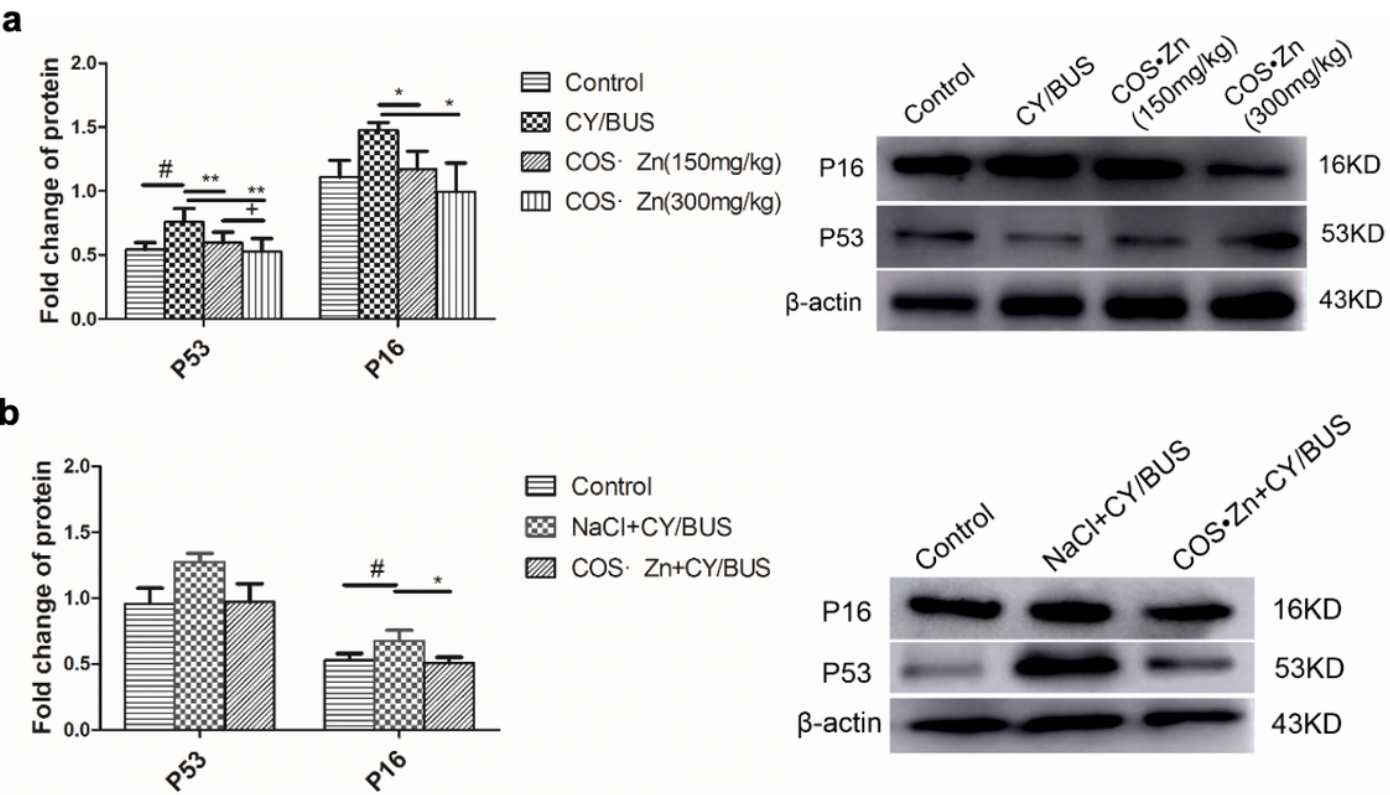 a
Fold change of protein
2.0
1.5
1.0
0.5
0.0
#
**
**
+
*
*
P53
P16
Control
CY/BUS
COS· Zn(150mg/kg)
COS· Zn(300mg/kg)
Control
CY/BUS
COS•Zn
(150mg/kg)
COS•Zn
(300mg/kg)
P16
16KD
P53
53KD
β-actin
43KD
b
Fold change of protein
2.0
1.5
1.0
0.5
0.0
#
*
P53
P16
Control
NaCl+CY/BUS
COS· Zn+CY/BUS
Control
NaCl+CY/BUS
COS•Zn+CY/BUS
P16
16KD
P53
53KD
β-actin
43KD